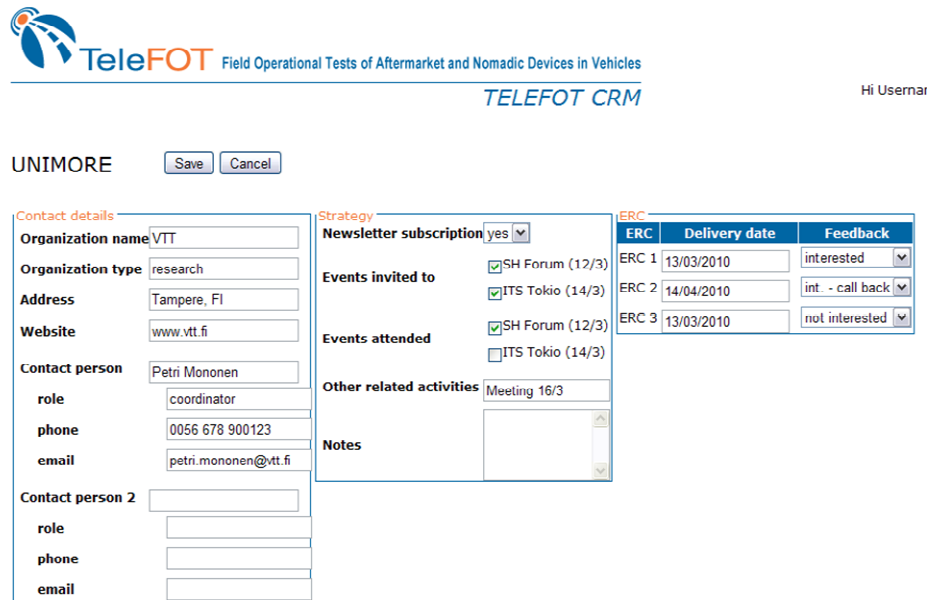 TeleFOT Field Operational Tests of Aftermarket and Nomadic Devices in Vehicles
TELEFOT CRM
Hi Usernar
UNIMORE Save Cancel
Contact details
Organization name VTT
Organization type research
Address Tampere, FI
Website www.vtt.fi
Contact person Petri Mononen
role coordinator
phone 0056 678 900123
email petri.mononen@vtt.fi
Contact person 2
role
phone
email
Strategy
Newsletter subscription yes
Events invited to
SH Forum (12/3)
ITS Tokio (14/3)
Events attended
SH Forum (12/3)
ITS Tokio (14/3)
Other related activities Meeting 16/3
Notes
ERC
ERC Delivery date Feedback
ERC 1 13/03/2010 interested
ERC 2 14/04/2010 int. - call back
ERC 3 13/03/2010 not interested